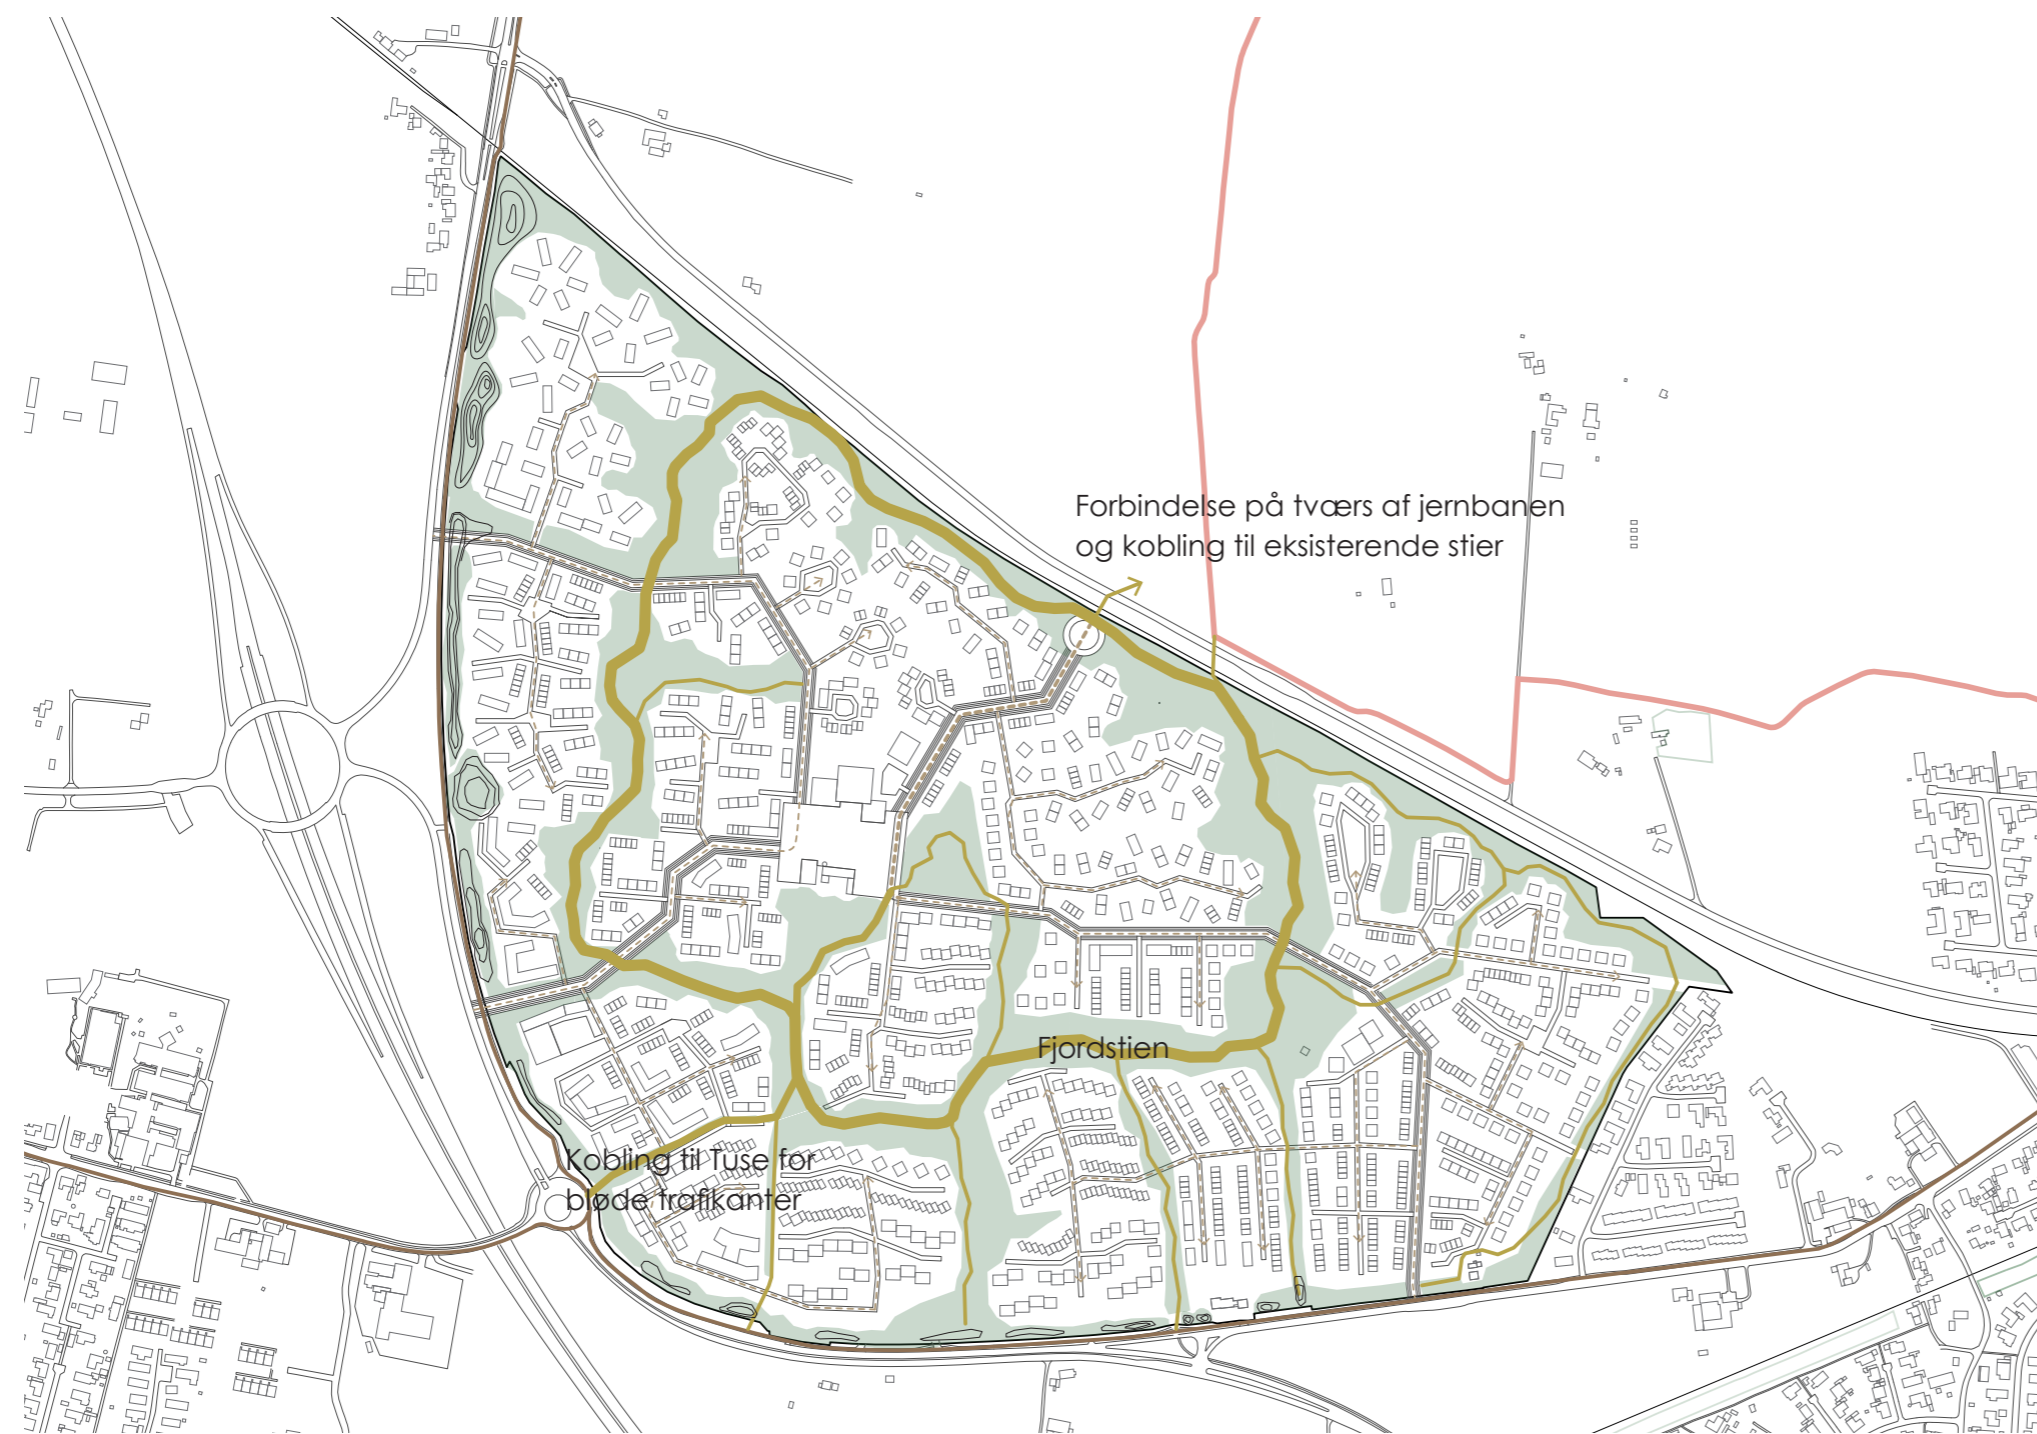 Forbindelse på tværs af jernbanen
og kobling til eksisterende stier
Fjordstien
Kobling til Tuse for
bløde trafikanter